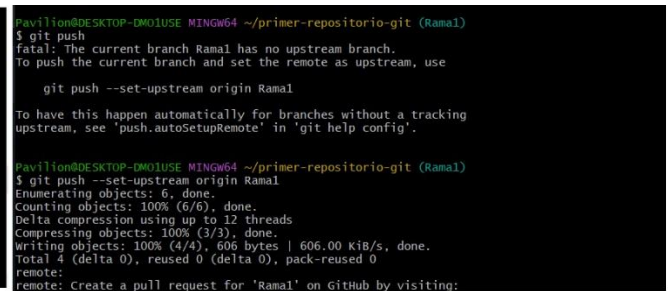 Pavilion@DESKTOP-DMO1USE MINGW64 ~/primer-repositorio-git (Rama1)
$ git push
fatal: The current branch Rama1 has no upstream branch.
To push the current branch and set the remote as upstream, use
git push --set-upstream origin Rama1
To have this happen automatically for branches without a tracking
upstream, see 'push.autoSetupRemote' in 'git help config'.
Pavilion@DESKTOP-DMO1USE MINGW64 ~/primer-repositorio-git (Rama1)
$ git push --set-upstream origin Rama1
Enumerating objects: 6, done.
Counting objects: 100% (6/6), done.
Delta compression using up to 12 threads
Compressing objects: 100% (3/3), done.
Writing objects: 100% (4/4), 606 bytes | 606.00 KiB/s, done.
Total 4 (delta 0), reused 0 (delta 0), pack-reused 0
remote:
remote: Create a pull request for 'Rama1' on GitHub by visiting: